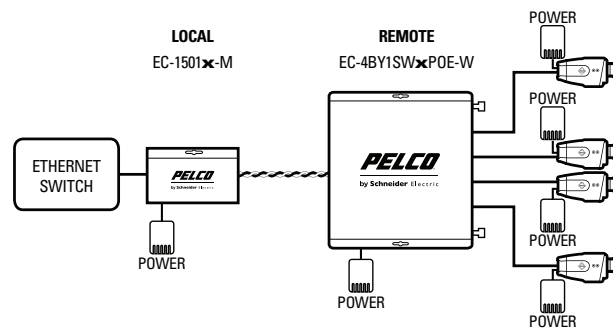 LOCAL
EC-1501x-M
REMOTE
EC-4BY1SWxPOE-W
POWER
POWER
ETHERNET
SWITCH
PELCO
by Schneider Electric
PELCO
by Schneider Electric
POWER
POWER
POWER
POWER